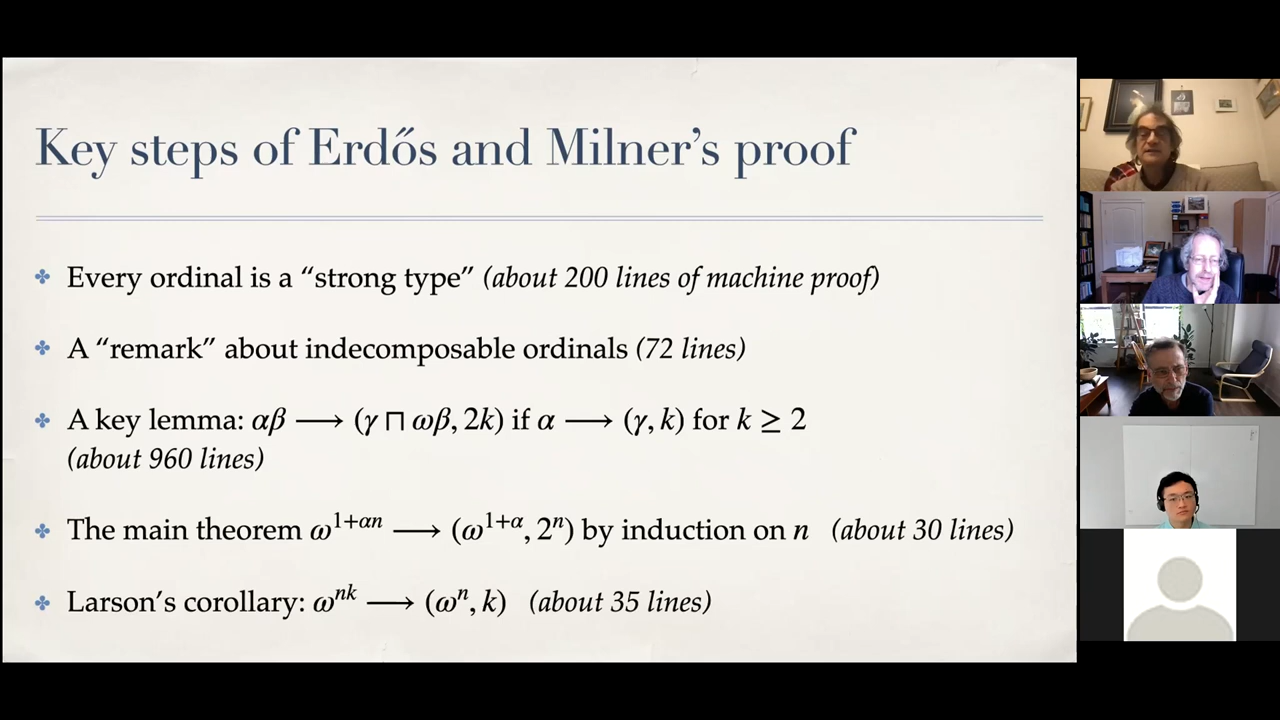 Key steps of Erdős and Milner's proof
Every ordinal is a “strong type” (about 200 lines of machine proof)
A “remark” about indecomposable ordinals (72 lines)
A key lemma: αβ ⟶ (γ ⊓ ωβ, 2k) if α ⟶ (γ, k) for k ≥ 2
(about 960 lines)
The main theorem ω^{1+αn} ⟶ (ω^{1+α}, 2^n) by induction on n (about 30 lines)
Larson’s corollary: ω^{nk} ⟶ (ω^n, k) (about 35 lines)